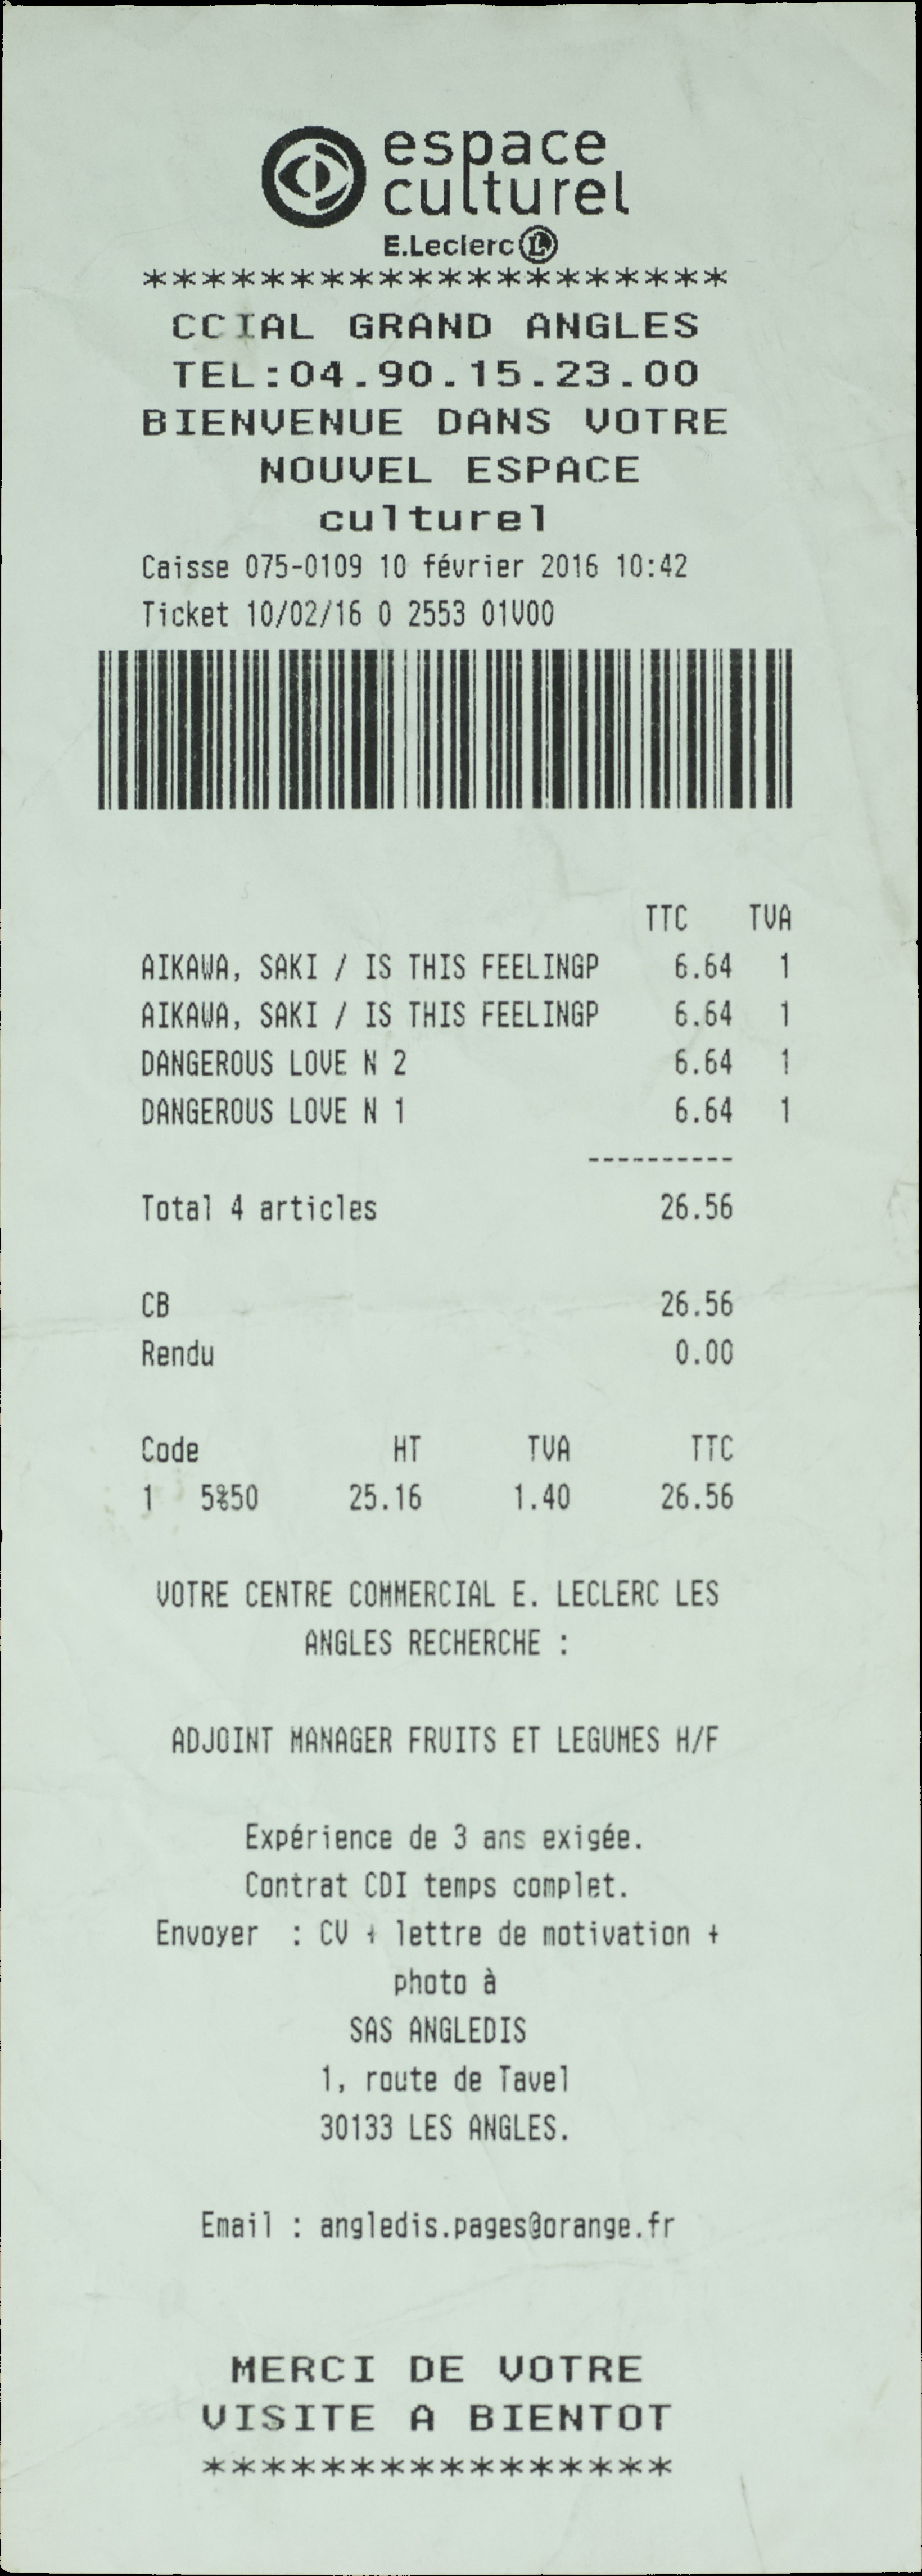 espace
culturel
E.Leclerc L
********************
CCIAL GRAND ANGLES
TEL:04.90.15.23.00
BIENVENUE DANS VOTRE
NOUVEL ESPACE
culturel
Caisse 075-0109 10 février 2016 10:42
Ticket 10/02/16 0 2553 01V00
TTC TVA
AIKAWA, SAKI / IS THIS FEELINGP 6.64 1
AIKAWA, SAKI / IS THIS FEELINGP 6.64 1
DANGEROUS LOVE N 2 6.64 1
DANGEROUS LOVE N 1 6.64 1
----------
Total 4 articles 26.56
CB 26.56
Rendu 0.00
Code HT TVA TTC
1 5%50 25.16 1.40 26.56
VOTRE CENTRE COMMERCIAL E. LECLERC LES
ANGLES RECHERCHE :
ADJOINT MANAGER FRUITS ET LEGUMES H/F
Expérience de 3 ans exigée.
Contrat CDI temps complet.
Envoyer : CV + lettre de motivation +
photo à
SAS ANGLEDIS
1, route de Tavel
30133 LES ANGLES.
Email : angledis.pages@orange.fr
MERCI DE VOTRE
VISITE A BIENTOT
****************